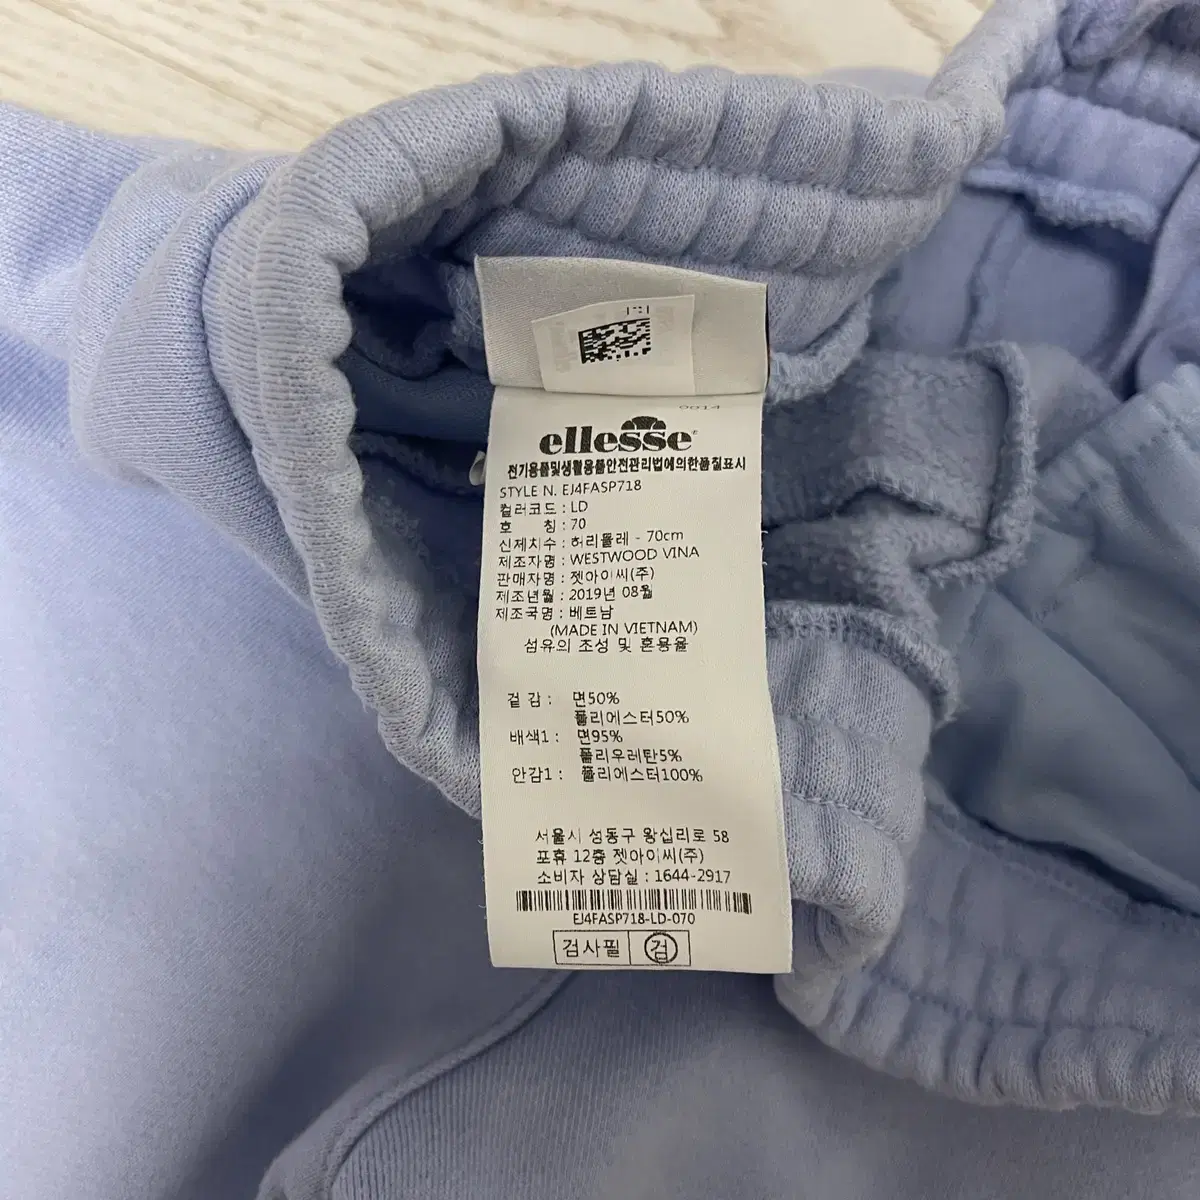 0014
ellesse
전기용품및생활용품안전관리법에의한품질표시
STYLE N. EJ4FASP718
컬러코드 : LD
호 칭 : 70
신체치수 : 허리둘레 - 70cm
제조자명 : WESTWOOD VINA
판매자명 : 젯아이씨(주)
제조년월 : 2019년 08월
제조국명 : 베트남
(MADE IN VIETNAM)
섬유의 조성 및 혼용율
겉 감 : 면50%
폴리에스터50%
배색1 : 면95%
폴리우레탄5%
안감1 : 폴리에스터100%
서울시 성동구 왕십리로 58
포휴 12층 젯아이씨(주)
소비자 상담실 : 1644-2917
EJ4FASP718-LD-070
검사필 검